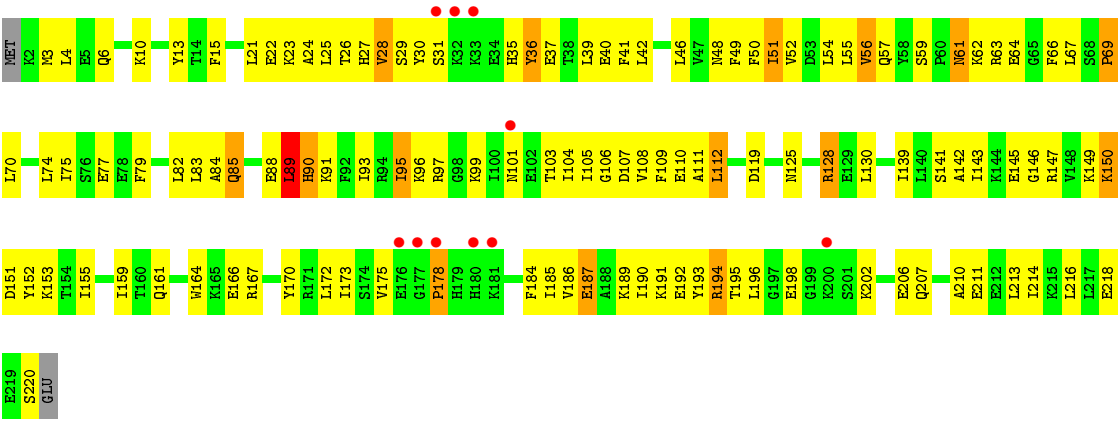 MET K2 M3 L4 E5 Q6 K10 Y13 T14 F15 L21 E22 K23 A24 L25 T26 H27 V28 S29 Y30 S31 K32 K33 E34 H35 Y36 E37 T38 L39 E40 F41 L42 L46 V47 N48 F49 F50 I51 V52 D53 L54 L55 V56 Q57 Y58 S59 P60 N61 K62 R63 E64 G65 F66 L67 S68 P69
L70 L74 I75 S76 E77 E78 F79 L82 L83 A84 Q85 E88 L89 H90 K91 F92 I93 R94 I95 K96 R97 G98 K99 I100 N101 E102 T103 I104 I105 G106 D107 V108 F109 E110 A111 L112 D119 N125 R128 E129 L130 I139 L140 S141 A142 I143 K144 E145 G146 R147 V148 K149 K150
D151 Y152 K153 T154 I155 I159 T160 Q161 W164 K165 E166 R167 Y170 R171 L172 I173 S174 V175 E176 G177 P178 H179 H180 K181 F184 I185 V186 E187 A188 K189 I190 K191 E192 Y193 R194 T195 L196 G197 E198 G199 K200 S201 K202 E206 Q207 A210 E211 E212 L213 I214 K215 L216 L217 E218
E219 S220 GLU